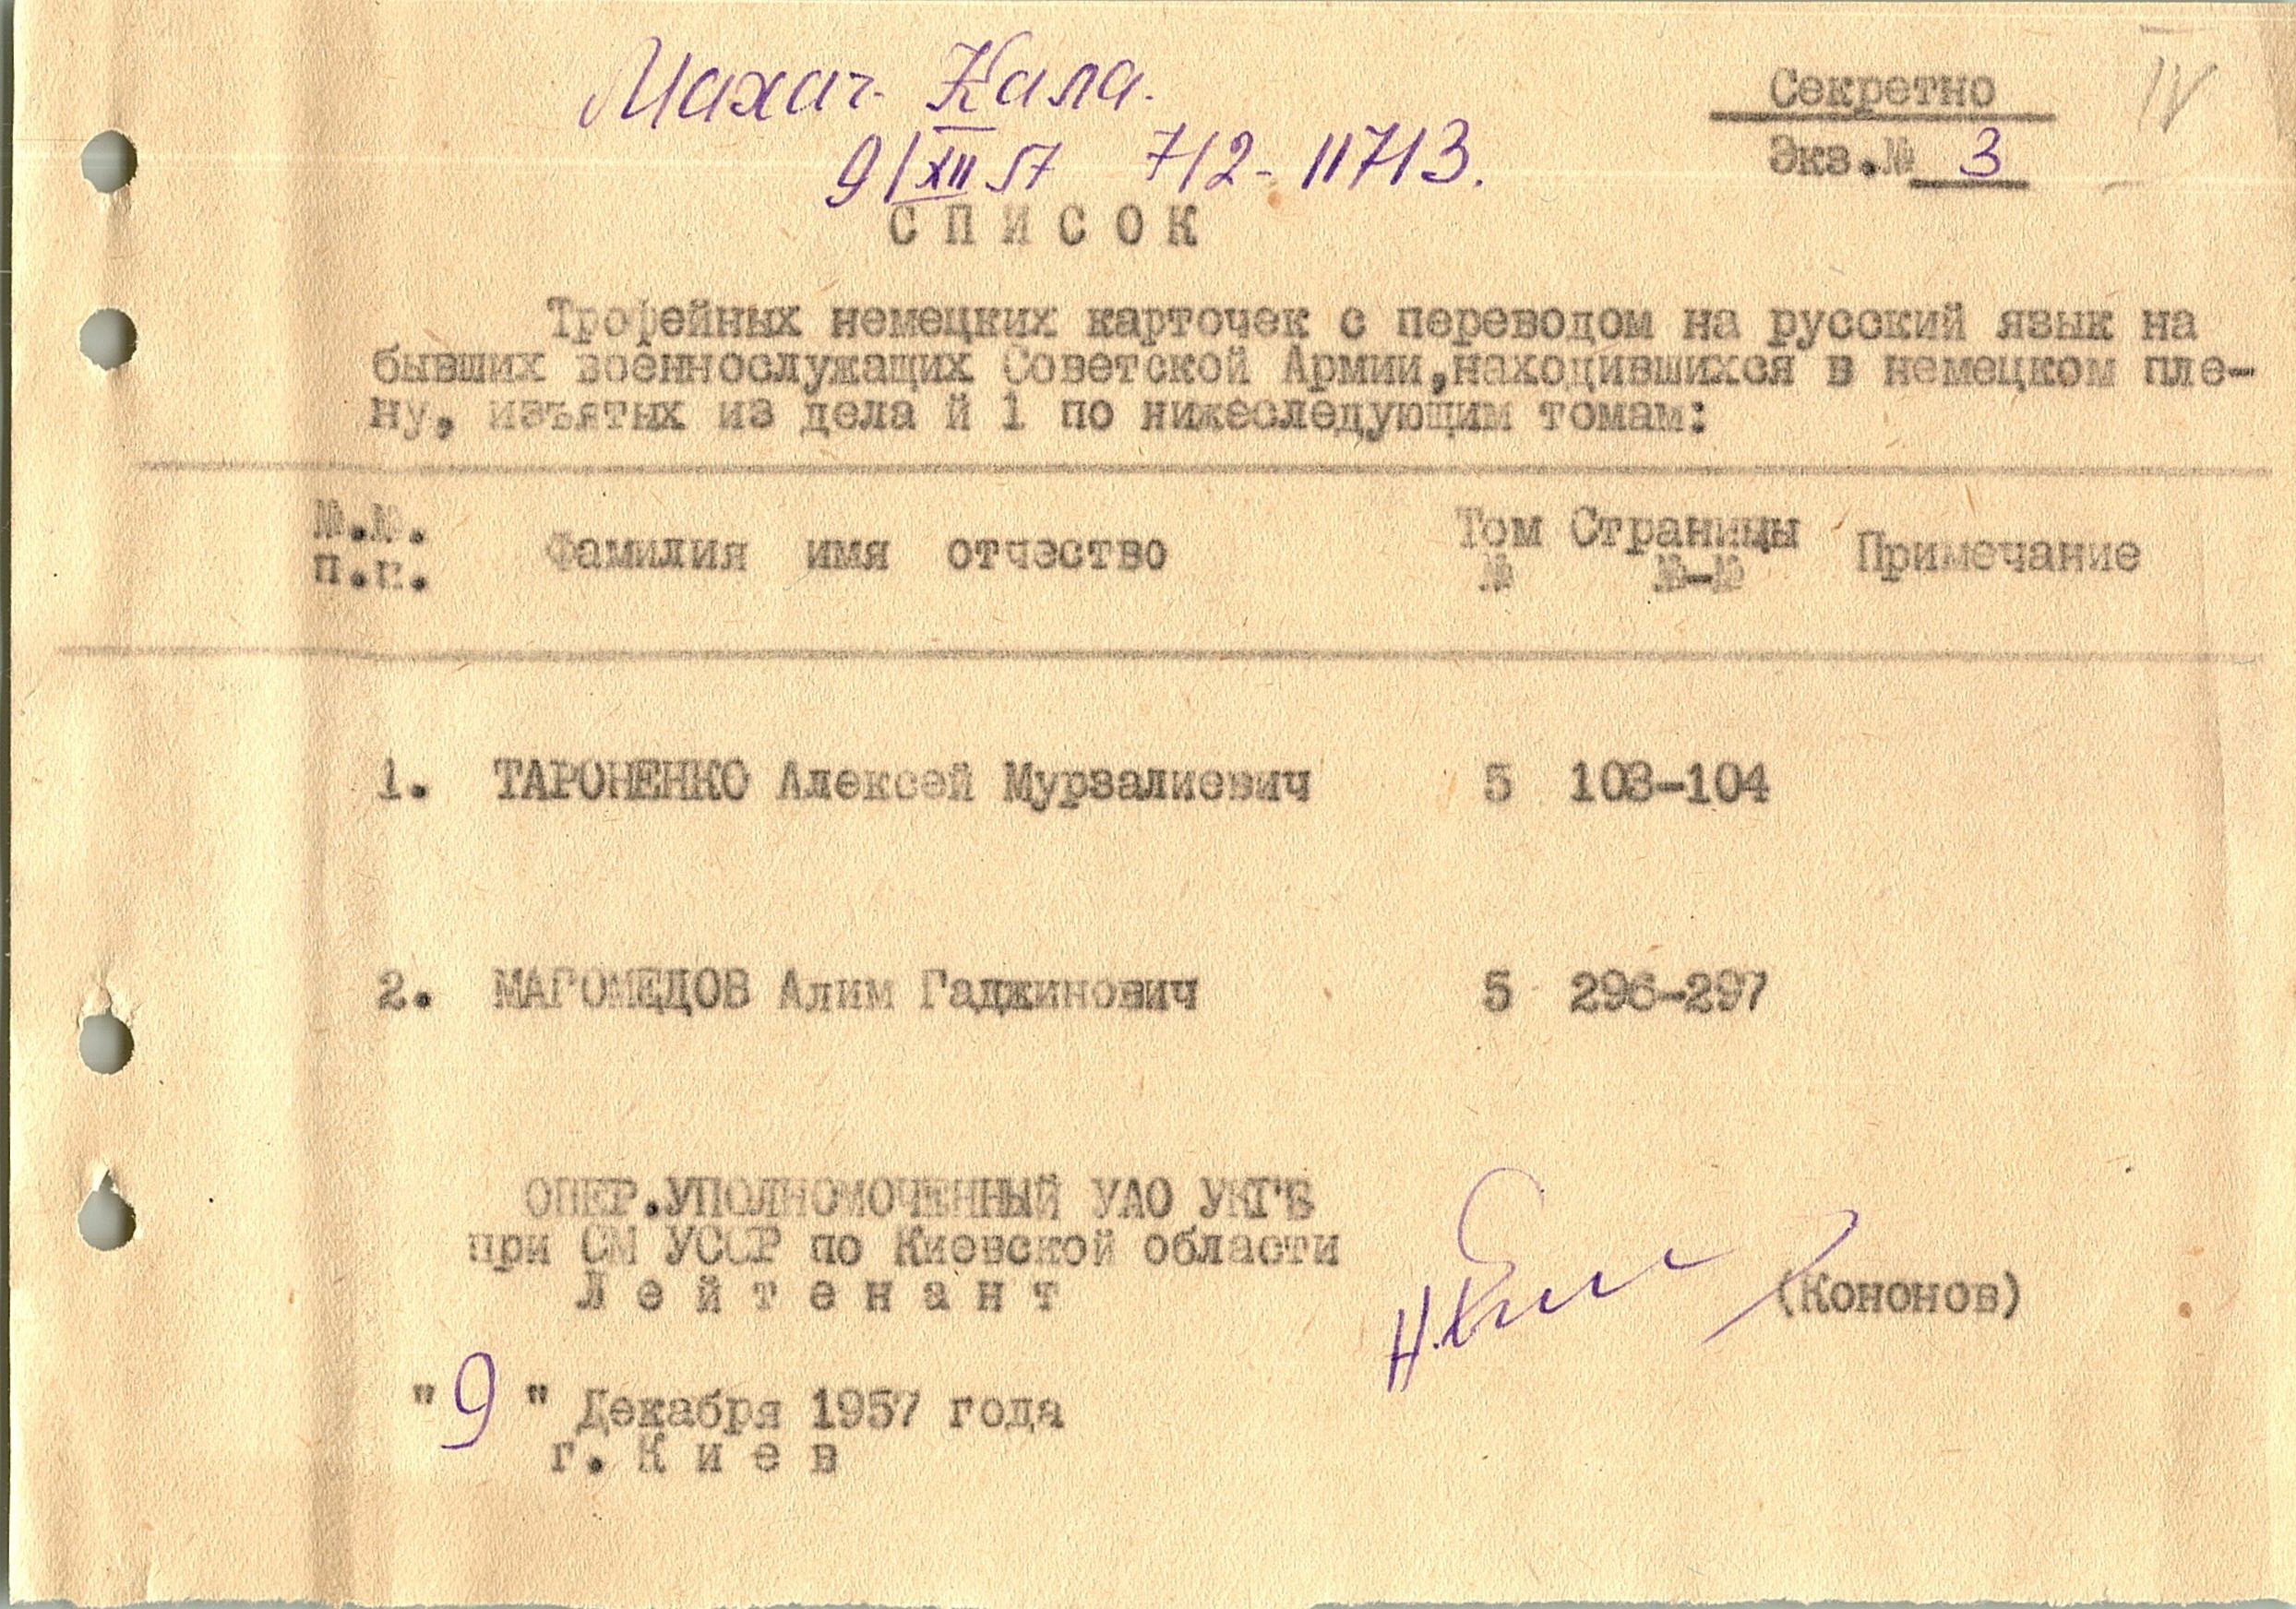 Махач. Кала.
Секретно
IV
9/XII 57 7/2-11713.
Экз.№ 3
С П И С О К
Трофейных немецких карточек с переводом на русский язык на
бывших военнослужащих Советской Армии,находившихся в немецком пле-
ну, изъятых из дела й 1 по нижеследующим томам:
№.№. п.п. Фамилия имя отчество Том № Страницы №-№ Примечание
1. ТАРОНЕНКО Алексей Мурзалиевич 5 103-104
2. МАГОМЕДОВ Алим Гаджинович 5 296-297
ОПЕР.УПОЛНОМОЧЕННЫЙ УАО УКГБ
при СМ УССР по Киевской области
Л е й т е н а н т (Кононов)
"9" Декабря 1957 года
г. К и е в